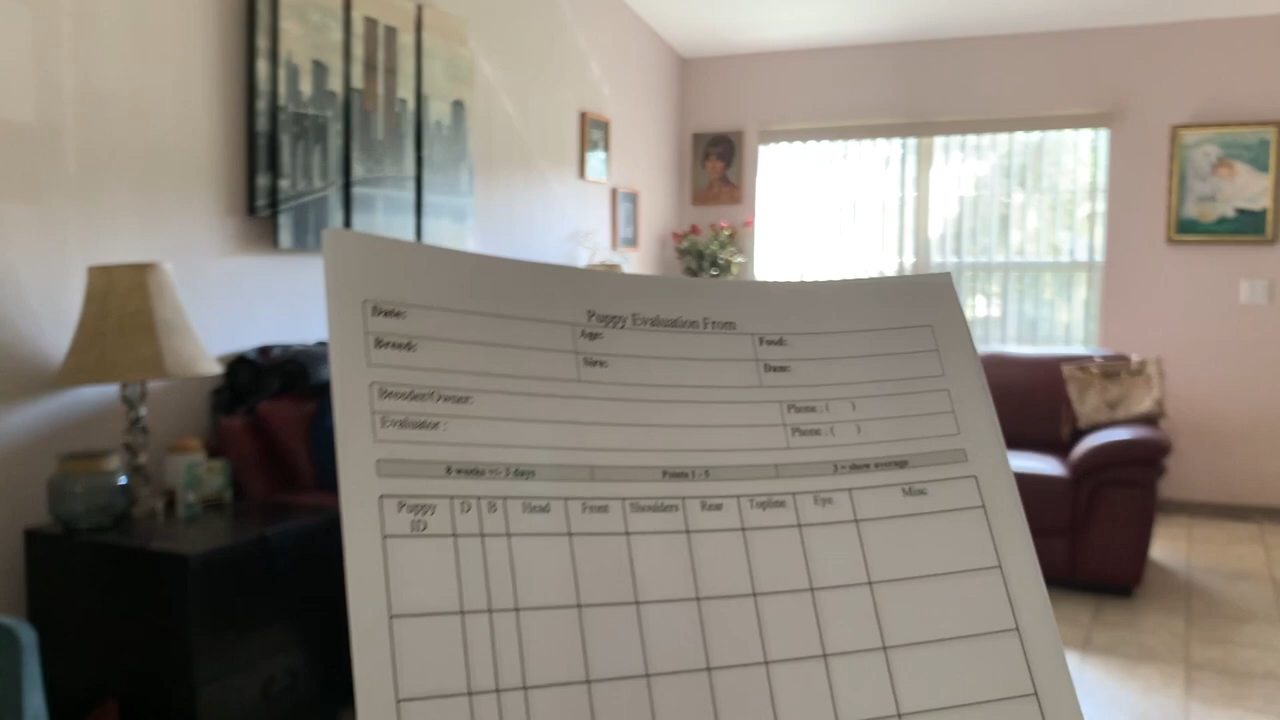 Puppy Evaluation From
Date: Age: Food:
Breed: Sire: Dam:
Breeder/Owner: Phone : ( )
Evaluator : Phone : ( )
8 weeks +/- 3 days Points 1 - 5 3 = show average
Puppy ID D B Head Front Shoulders Rear Topline Eye Misc